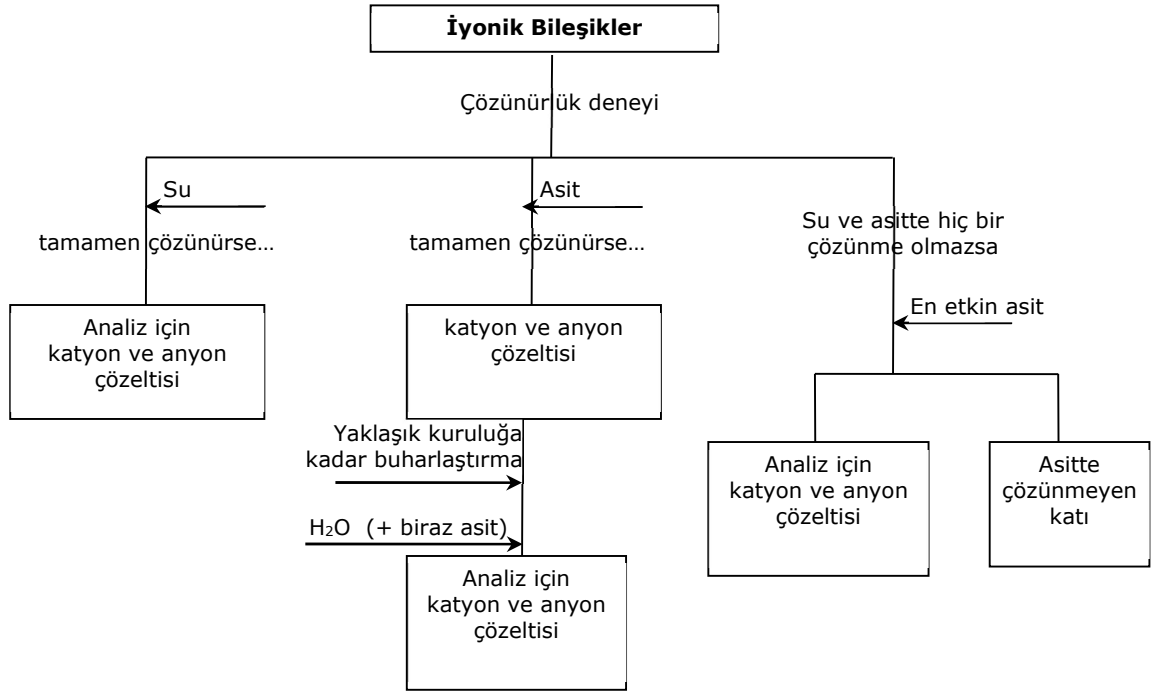 İyonik Bileşikler
Çözünürlük deneyi
Su
tamamen çözünürse…
Analiz için
katyon ve anyon
çözeltisi
Asit
tamamen çözünürse…
katyon ve anyon
çözeltisi
Yaklaşık kuruluğa
kadar buharlaştırma
H₂O (+ biraz asit)
Analiz için
katyon ve anyon
çözeltisi
Su ve asitte hiç bir
çözünme olmazsa
En etkin asit
Analiz için
katyon ve anyon
çözeltisi
Asitte
çözünmeyen
katı